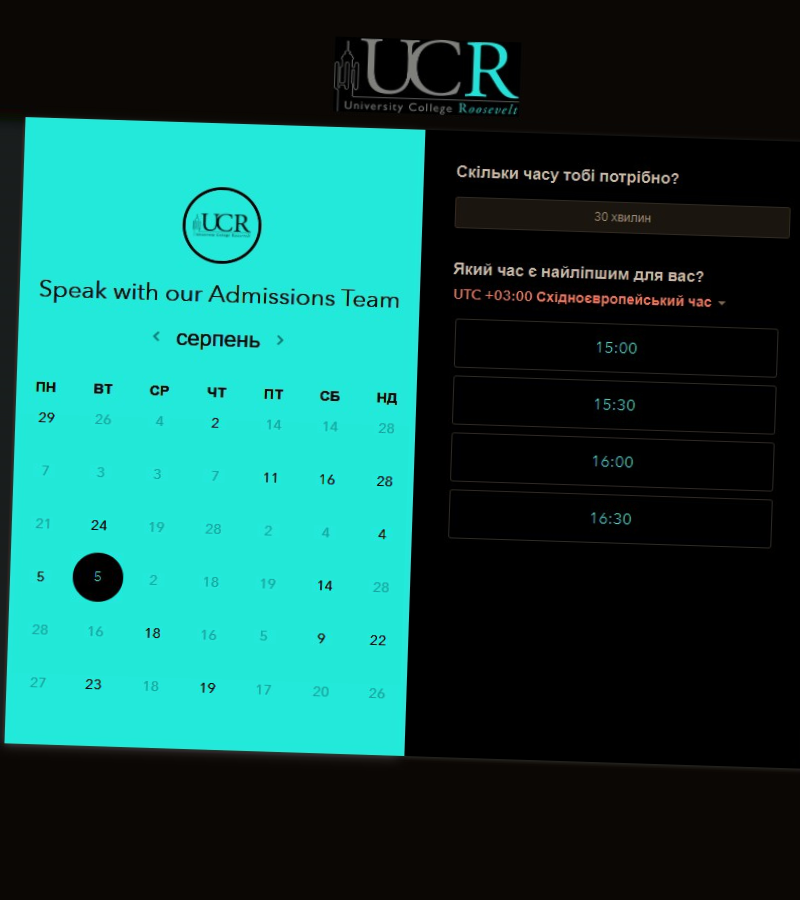 UCR
University College Roosevelt
UCR
Speak with our Admissions Team
серпень
ПН ВТ СР ЧТ ПТ СБ НД
29 26 4 2 14 14 28
7 3 3 7 11 16 28
21 24 19 28 2 4 4
5 5 2 18 19 14 28
28 16 18 16 5 9 22
27 23 18 19 17 20 26
Скільки часу тобі потрібно?
30 хвилин
Який час є найліпшим для вас?
UTC +03:00 Східноєвропейський час
15:00
15:30
16:00
16:30